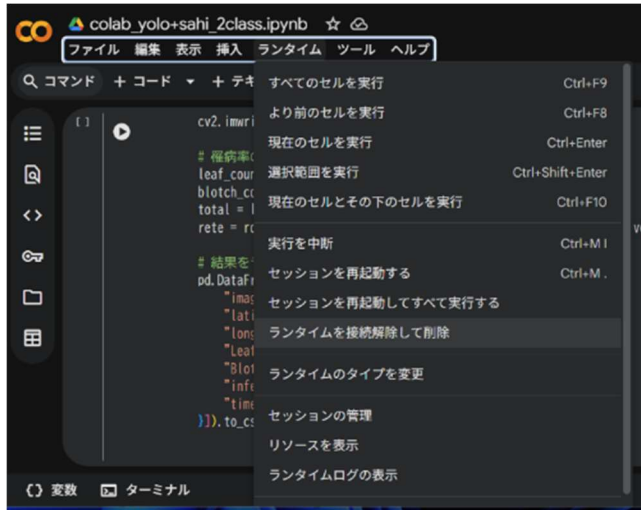 CO colab_yolo+sahi_2class.ipynb
ファイル 編集 表示 挿入 ランタイム ツール ヘルプ
コマンド + コード + テキ
すべてのセルを実行 Ctrl+F9
より前のセルを実行 Ctrl+F8
現在のセルを実行 Ctrl+Enter
選択範囲を実行 Ctrl+Shift+Enter
現在のセルとその下のセルを実行 Ctrl+F10
実行を中断 Ctrl+M I
セッションを再起動する Ctrl+M .
セッションを再起動してすべて実行する
ランタイムを接続解除して削除
ランタイムのタイプを変更
セッションの管理
リソースを表示
ランタイムログの表示
[ ] cv2.imwri
# 罹病率
leaf_cour
blotch_cc
total = l
rete = ro
# 結果を
pd.DataFr
"imag
"lati
"long
"Leaf
"Blot
"infe
"time
}]).to_cs
{} 変数 ターミナル